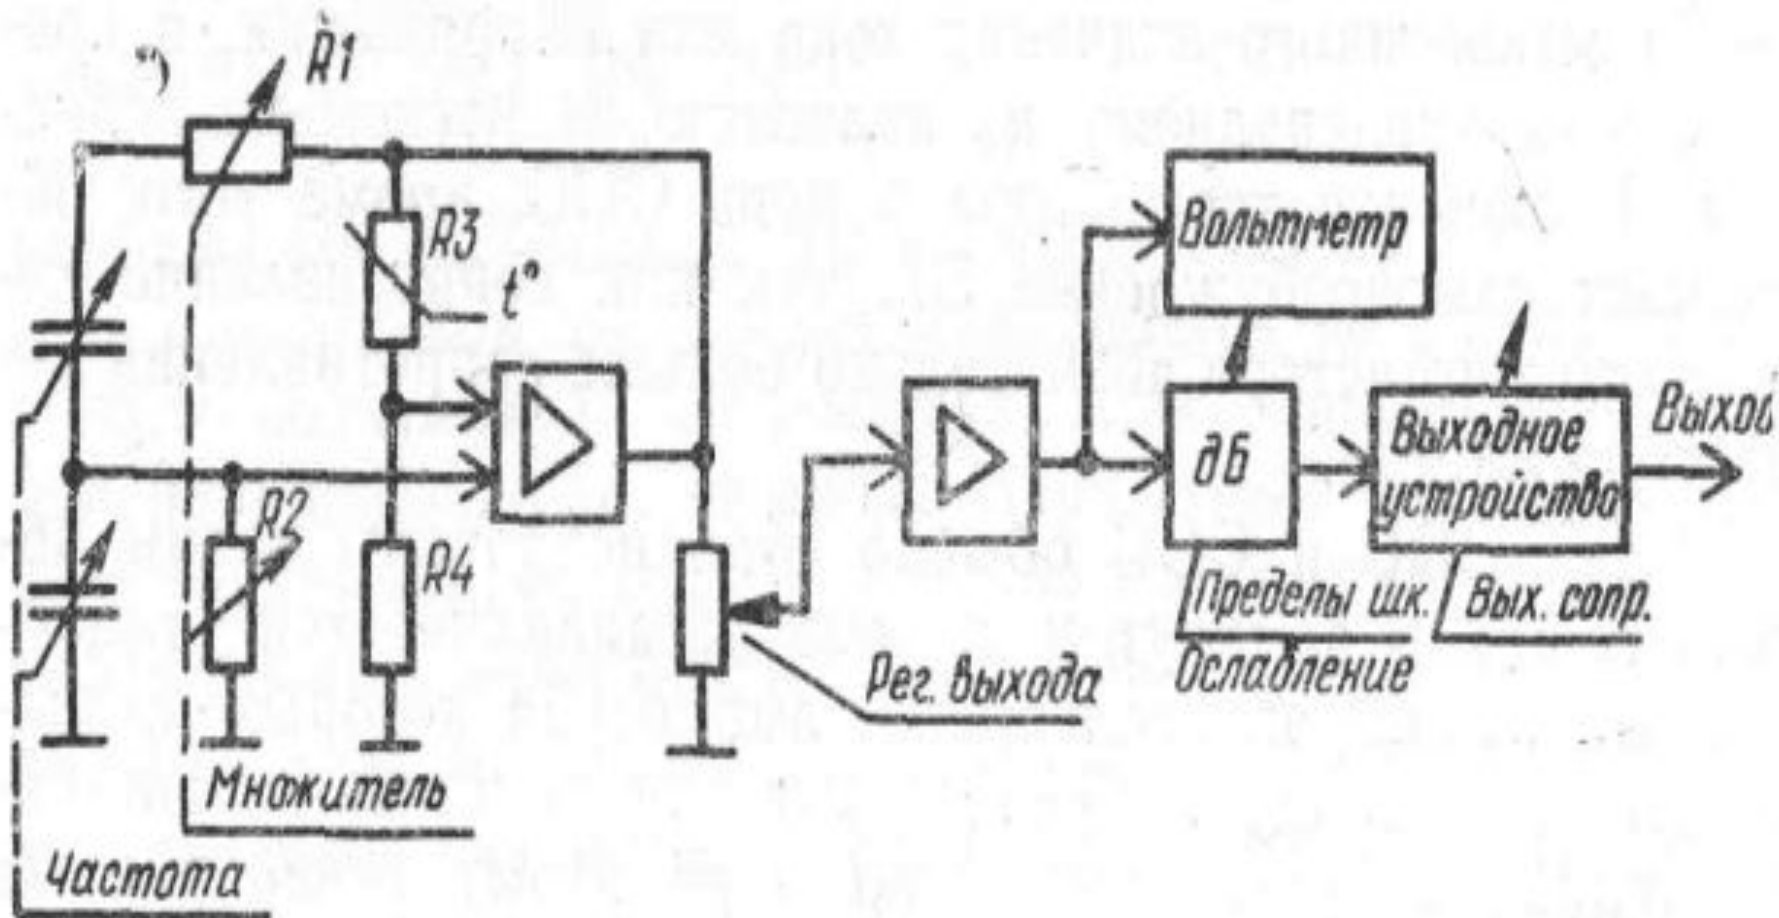 R1
R3
t°
Вольтметр
R2
R4
дБ
Выходное
устройство
Выход
Пределы шк.
Ослабление
Вых. сопр.
Рег. выхода
Множитель
Частота